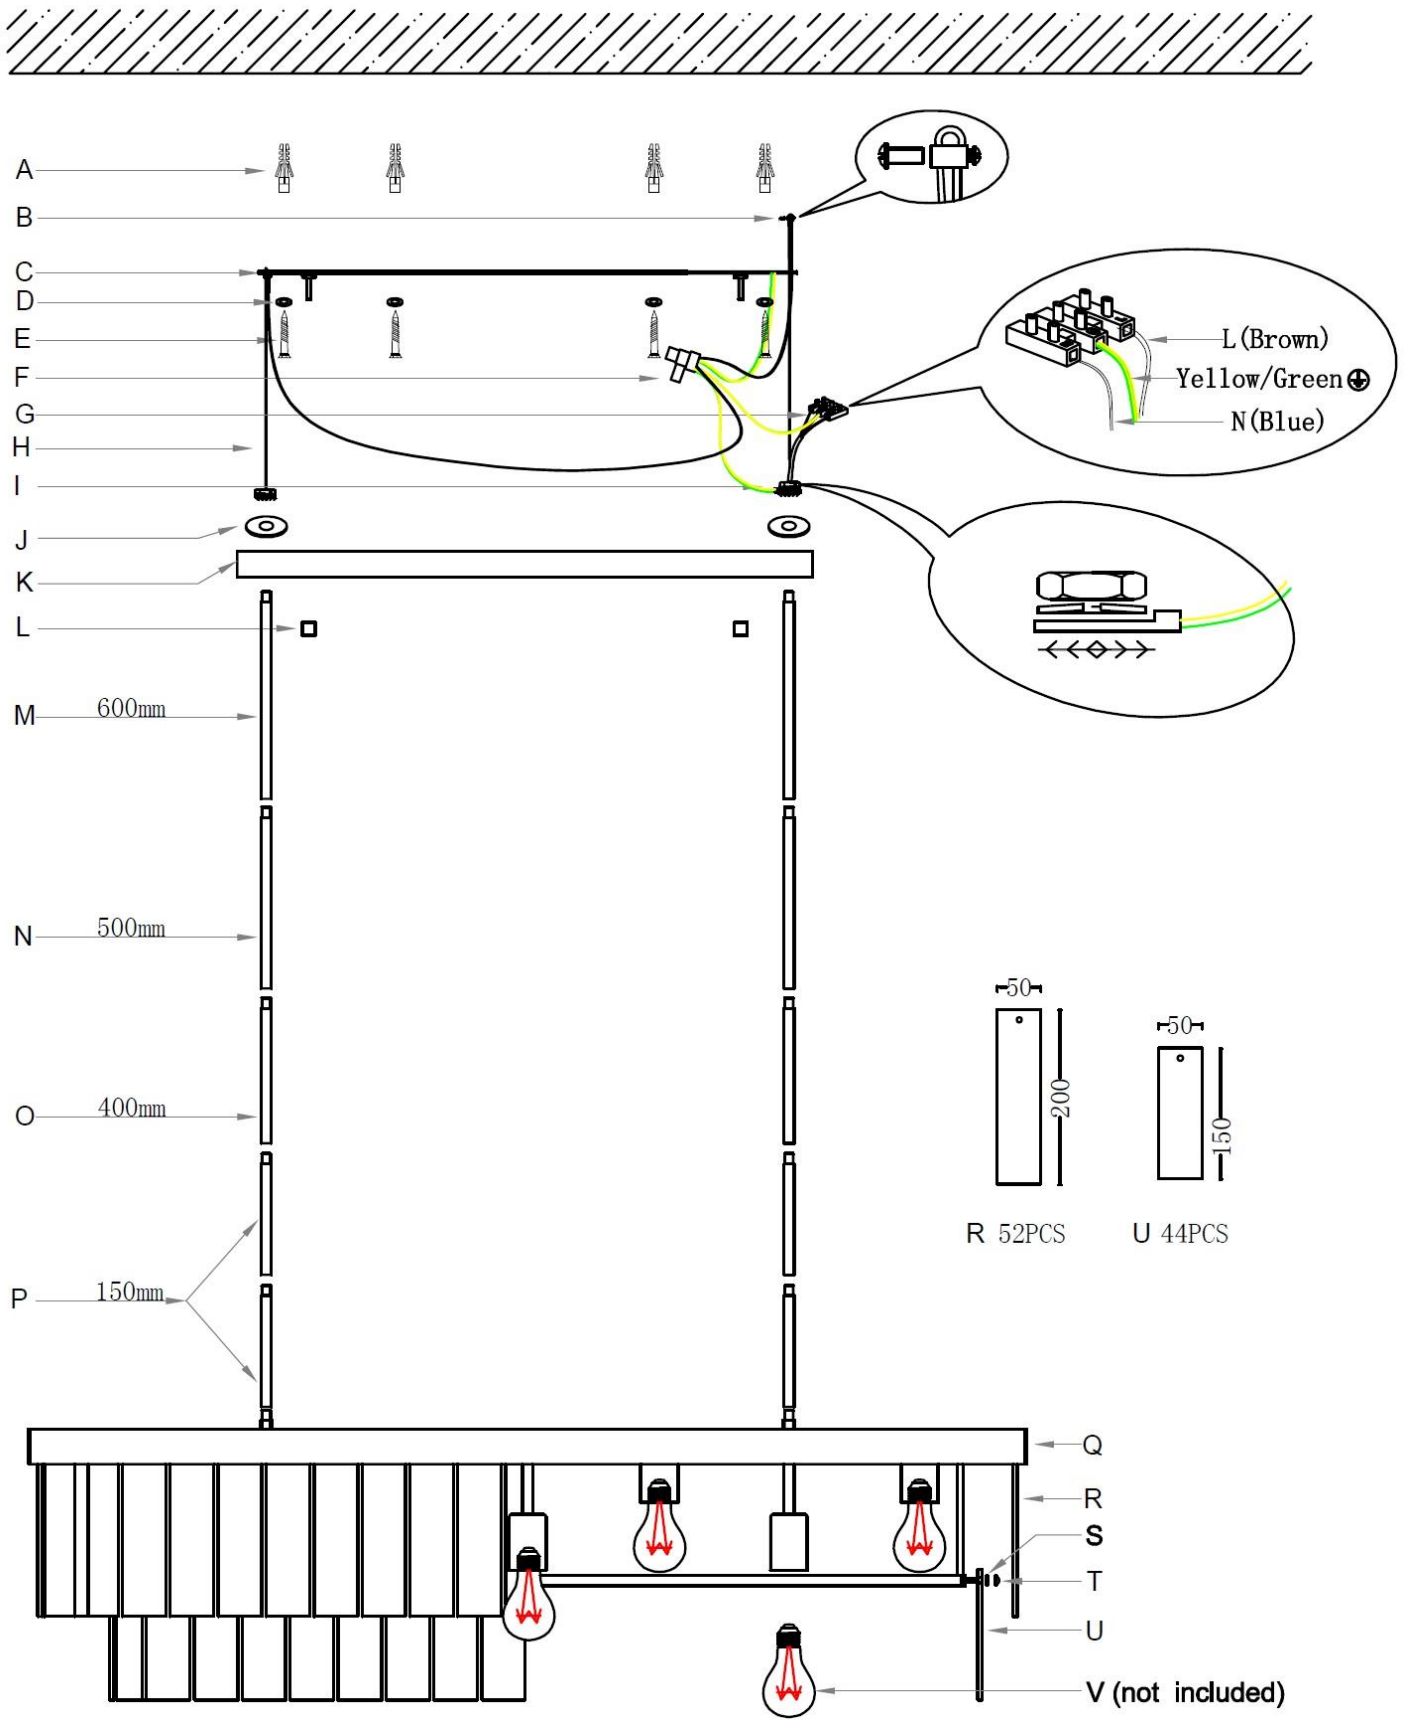 A
B
C
D
E
F
G
H
I
J
K
L
L(Brown)
Yellow/Green
N(Blue)
M 600mm
N 500mm
O 400mm
P 150mm
50
200
R 52PCS
50
150
U 44PCS
Q
R
S
T
U
V (not included)